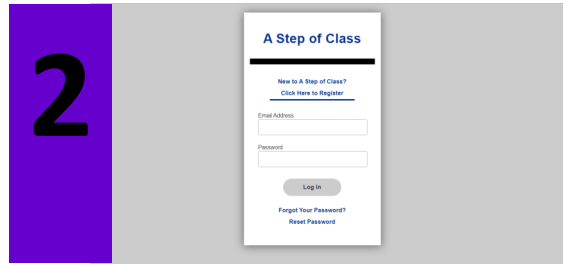 2
A Step of Class
New to A Step of Class?
Click Here to Register
Email Address
Password
Log In
Forgot Your Password?
Reset Password